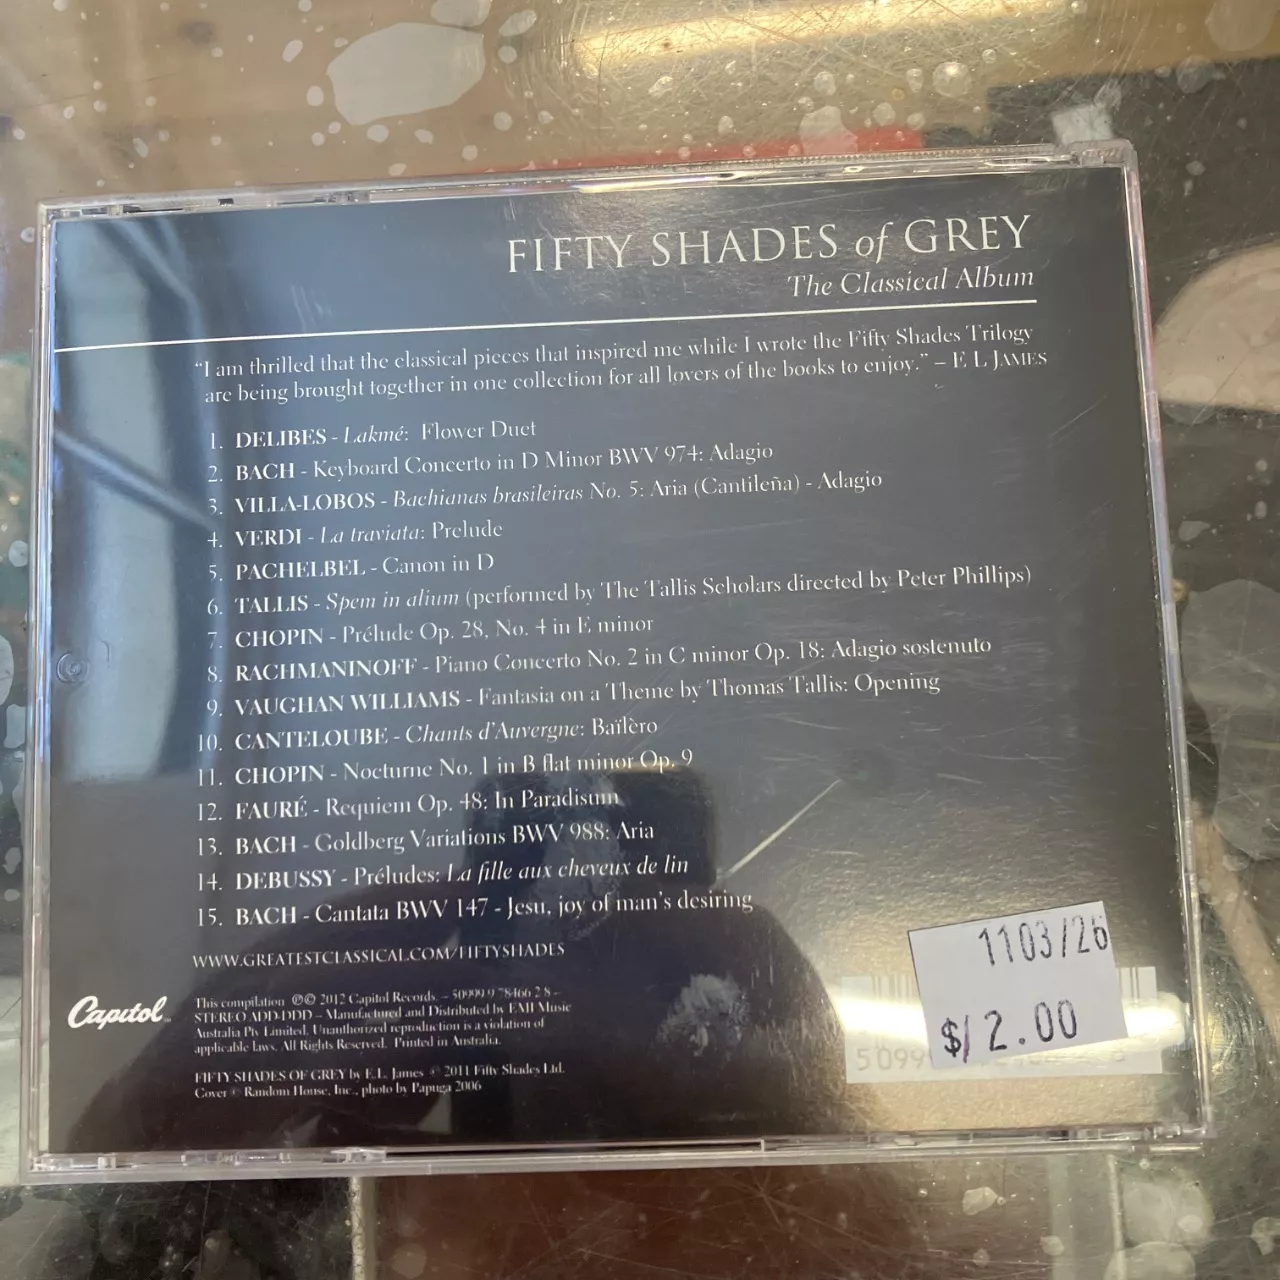 FIFTY SHADES of GREY
The Classical Album
“I am thrilled that the classical pieces that inspired me while I wrote the Fifty Shades Trilogy
are being brought together in one collection for all lovers of the books to enjoy.” – E L JAMES
1. DELIBES - Lakmé: Flower Duet
2. BACH - Keyboard Concerto in D Minor BWV 974: Adagio
3. VILLA-LOBOS - Bachianas brasileiras No. 5: Aria (Cantileña) - Adagio
4. VERDI - La traviata: Prelude
5. PACHELBEL - Canon in D
6. TALLIS - Spem in alium (performed by The Tallis Scholars directed by Peter Phillips)
7. CHOPIN - Prélude Op. 28, No. 4 in E minor
8. RACHMANINOFF - Piano Concerto No. 2 in C minor Op. 18: Adagio sostenuto
9. VAUGHAN WILLIAMS - Fantasia on a Theme by Thomas Tallis: Opening
10. CANTELOUBE - Chants d'Auvergne: Baïlèro
11. CHOPIN - Nocturne No. 1 in B flat minor Op. 9
12. FAURÉ - Requiem Op. 48: In Paradisum
13. BACH - Goldberg Variations BWV 988: Aria
14. DEBUSSY - Préludes: La fille aux cheveux de lin
15. BACH - Cantata BWV 147 - Jesu, joy of man's desiring
WWW.GREATESTCLASSICAL.COM/FIFTYSHADES
Capitol
This compilation ℗© 2012 Capitol Records. – 50999 9 78466 2 8 –
STEREO ADD/DDD – Manufactured and Distributed by EMI Music
Australia Pty Limited. Unauthorized reproduction is a violation of
applicable laws. All Rights Reserved. Printed in Australia.
FIFTY SHADES OF GREY by E.L. James © 2011 Fifty Shades Ltd.
Cover © Random House, Inc., photo by Papuga 2006
1103/26
$12.00
5 099